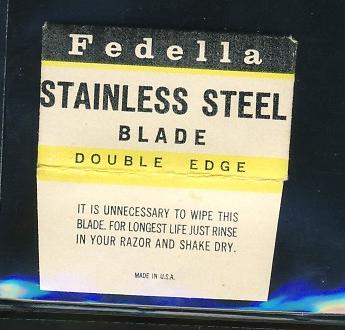 Fedella
STAINLESS STEEL
BLADE
DOUBLE EDGE
IT IS UNNECESSARY TO WIPE THIS
BLADE. FOR LONGEST LIFE JUST RINSE
IN YOUR RAZOR AND SHAKE DRY.
MADE IN U.S.A.